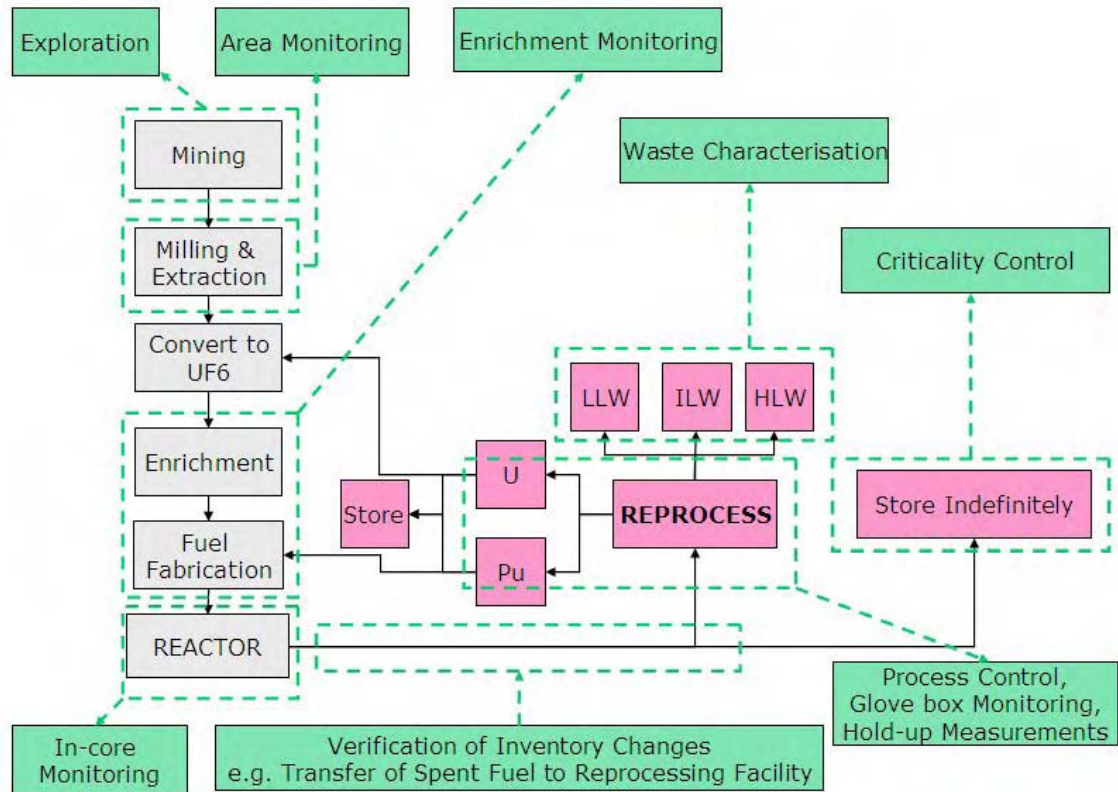 Exploration
Area Monitoring
Enrichment Monitoring
Mining
Waste Characterisation
Milling &
Extraction
Criticality Control
Convert to
UF6
LLW
ILW
HLW
Enrichment
U
Store
REPROCESS
Store Indefinitely
Fuel
Fabrication
Pu
REACTOR
Process Control,
Glove box Monitoring,
Hold-up Measurements
In-core
Monitoring
Verification of Inventory Changes
e.g. Transfer of Spent Fuel to Reprocessing Facility